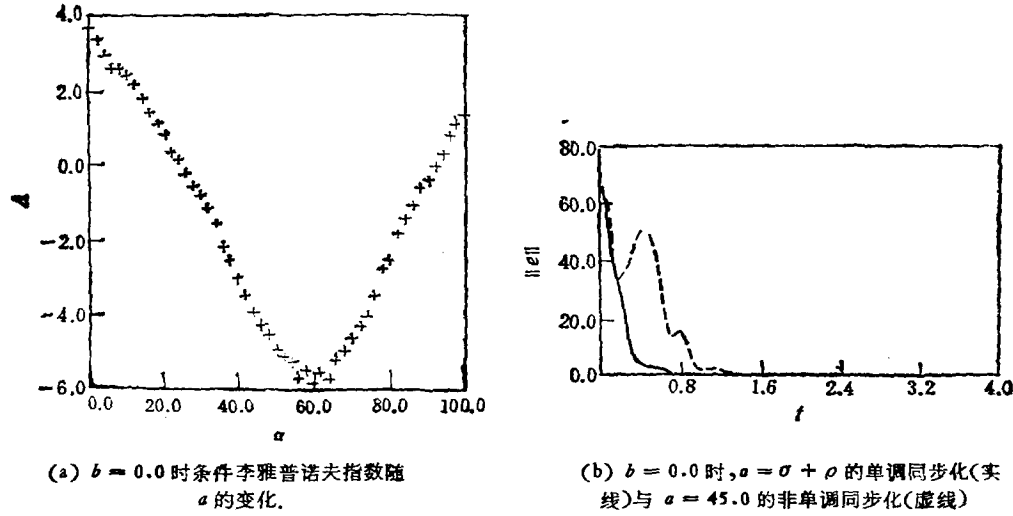 4.0
2.0
0.0
-2.0
-4.0
-6.0
Λ
0.0 20.0 40.0 60.0 80.0 100.0
α
(a) b = 0.0 时条件李雅普诺夫指数随
a 的变化.
80.0
60.0
40.0
20.0
0.0
||e||
0.8 1.6 2.4 3.2 4.0
t
(b) b = 0.0 时, a = σ + ρ 的单调同步化(实
线)与 a = 45.0 的非单调同步化(虚线)